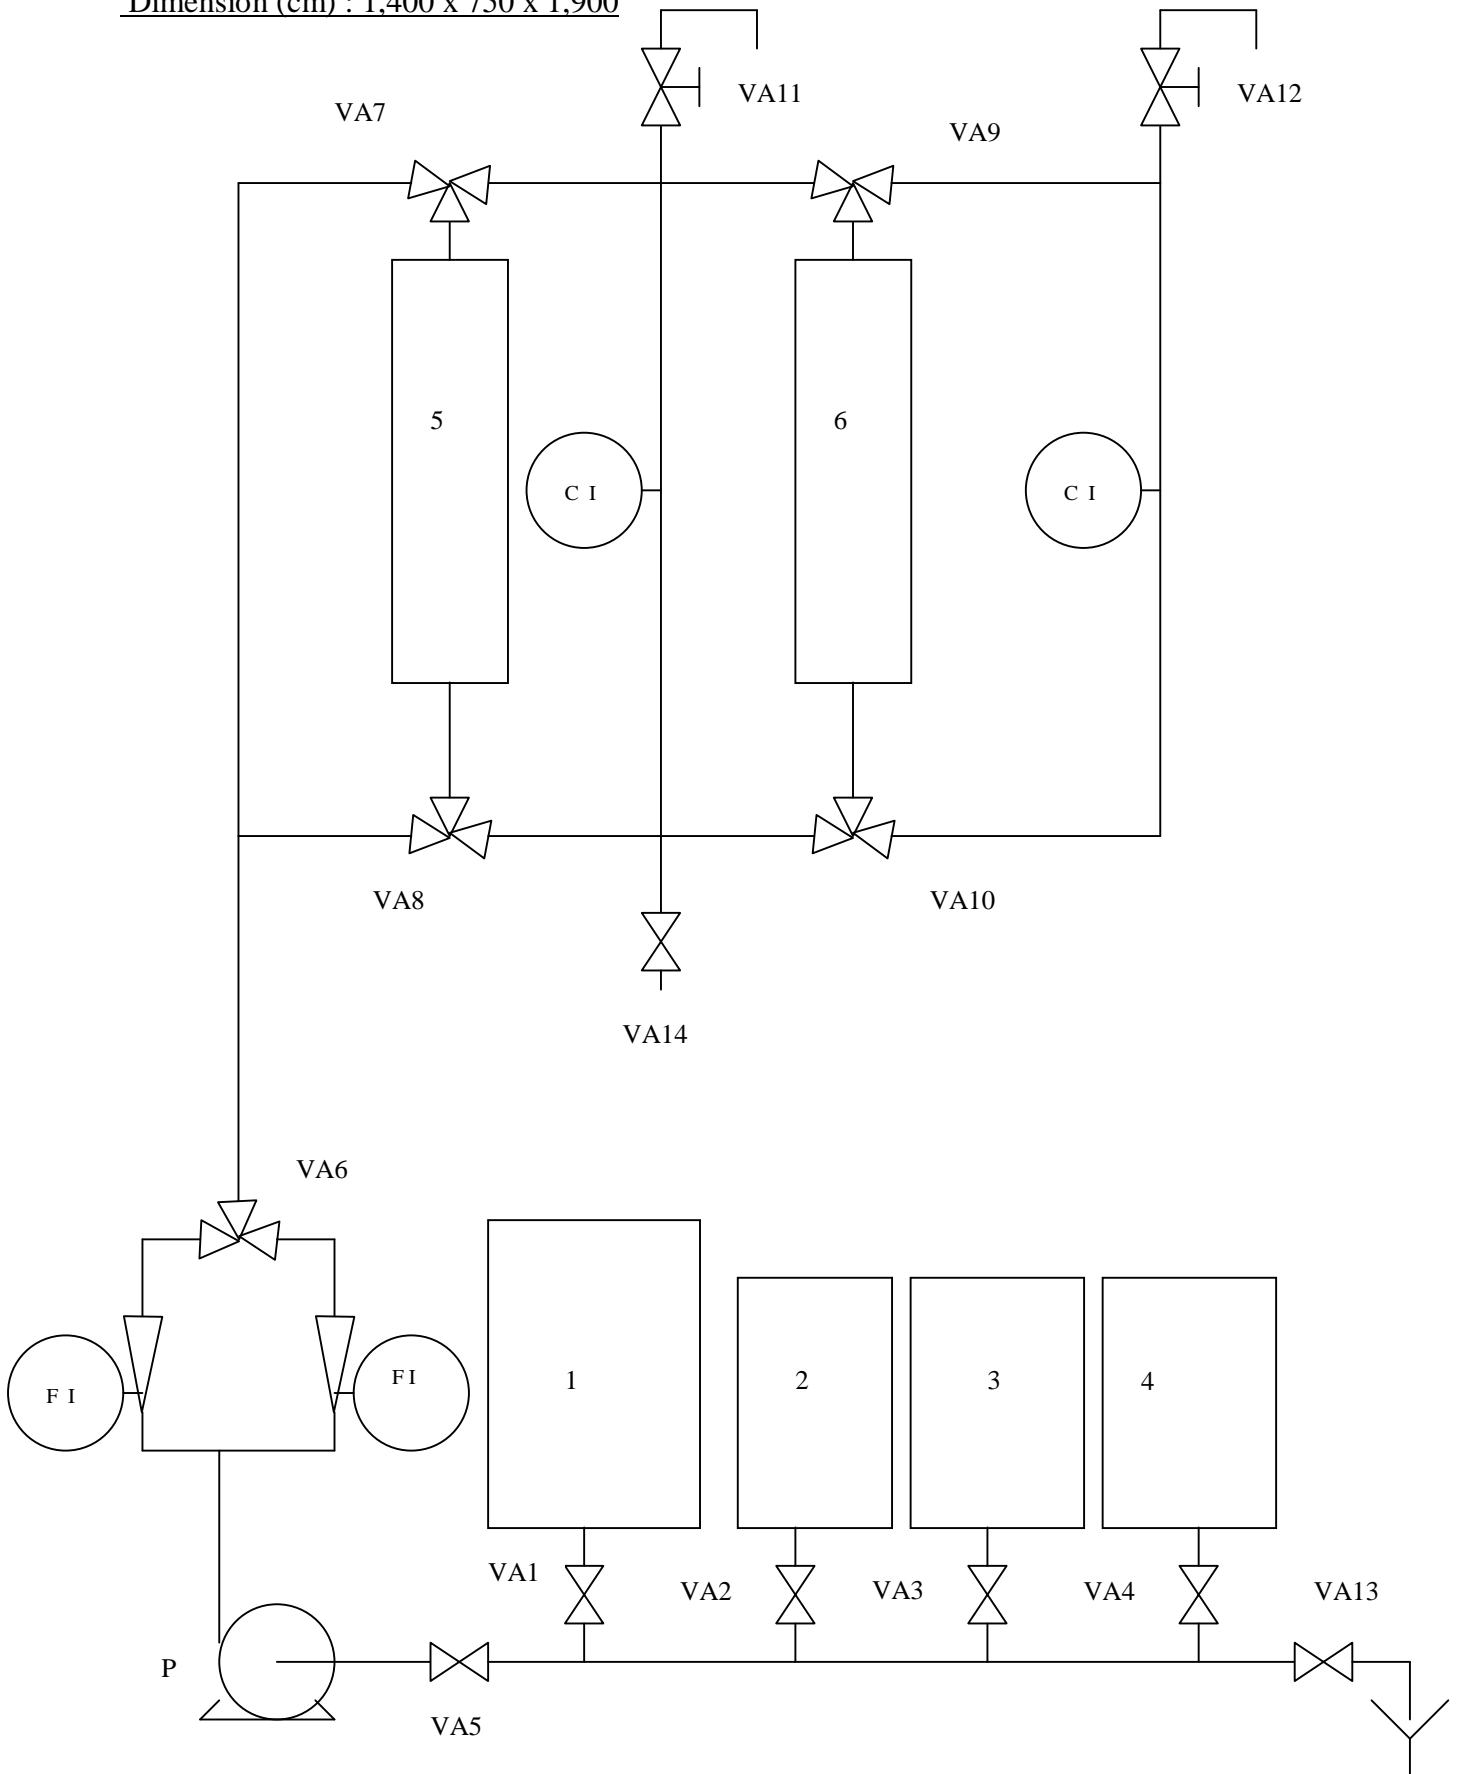 Dimension (cm) : 1,400 x 750 x 1,900
VA11
VA12
VA7
VA9
5
6
C I
C I
VA8
VA10
VA14
VA6
1
2
3
4
F I
F I
VA1
VA2
VA3
VA4
VA13
P
VA5